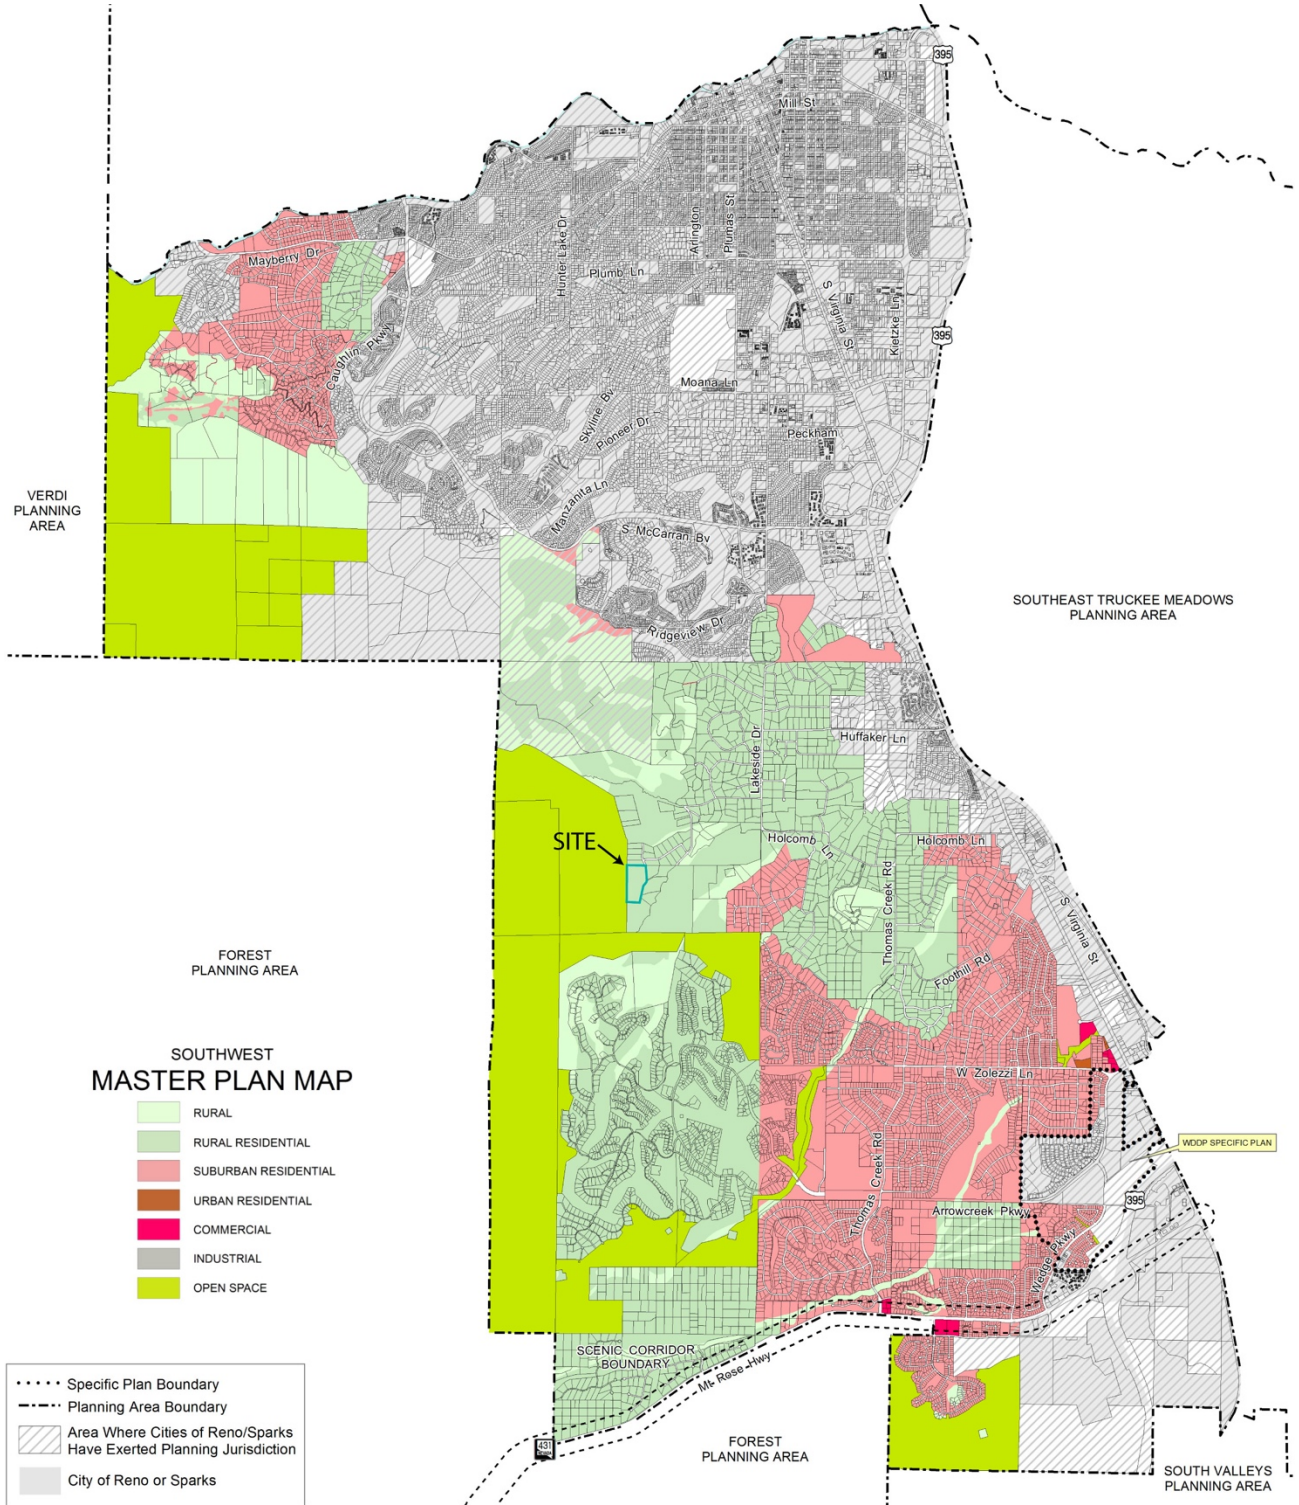 395
Mill St
Hunter Lake Dr
Arlington
Plumas St
Mayberry Dr
Plumb Ln
S Virginia St
Kietzke Ln
395
Caughlin Pkwy
Moana Ln
Skyline Bv
Pioneer Dr
Peckham
VERDI
PLANNING
AREA
Manzanita Ln
S McCarran Bv
SOUTHEAST TRUCKEE MEADOWS
PLANNING AREA
Ridgeview Dr
Lakeside Dr
Huffaker Ln
SITE
Holcomb Ln
Holcomb Ln
Thomas Creek Rd
S Virginia St
FOREST
PLANNING AREA
Foothill Rd
SOUTHWEST
MASTER PLAN MAP
W Zolezzi Ln
RURAL
RURAL RESIDENTIAL
SUBURBAN RESIDENTIAL
URBAN RESIDENTIAL
COMMERCIAL
INDUSTRIAL
OPEN SPACE
WDDP SPECIFIC PLAN
Thomas Creek Rd
395
Arrowcreek Pkwy
Wedge Pkwy
SCENIC CORRIDOR
BOUNDARY
Mt Rose Hwy
Specific Plan Boundary
Planning Area Boundary
Area Where Cities of Reno/Sparks
Have Exerted Planning Jurisdiction
City of Reno or Sparks
431
FOREST
PLANNING AREA
SOUTH VALLEYS
PLANNING AREA